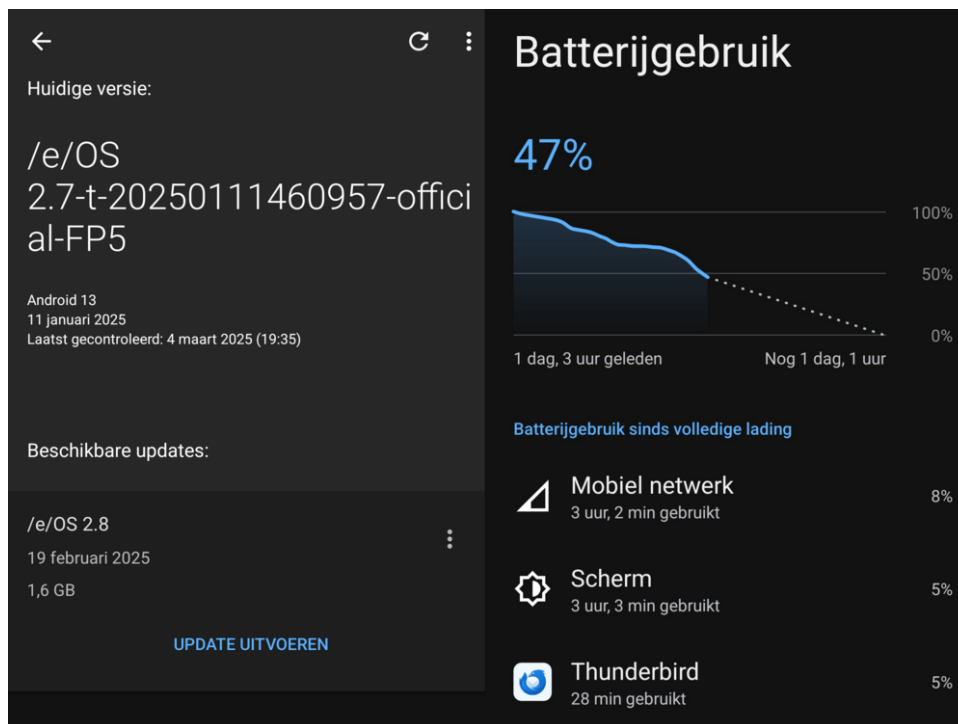 Huidige versie:
/e/OS
2.7-t-20250111460957-offici
al-FP5
Android 13
11 januari 2025
Laatst gecontroleerd: 4 maart 2025 (19:35)
Beschikbare updates:
/e/OS 2.8
19 februari 2025
1,6 GB
UPDATE UITVOEREN
Batterijgebruik
47%
100%
50%
0%
1 dag, 3 uur geleden
Nog 1 dag, 1 uur
Batterijgebruik sinds volledige lading
Mobiel netwerk
8%
3 uur, 2 min gebruikt
Scherm
5%
3 uur, 3 min gebruikt
Thunderbird
5%
28 min gebruikt